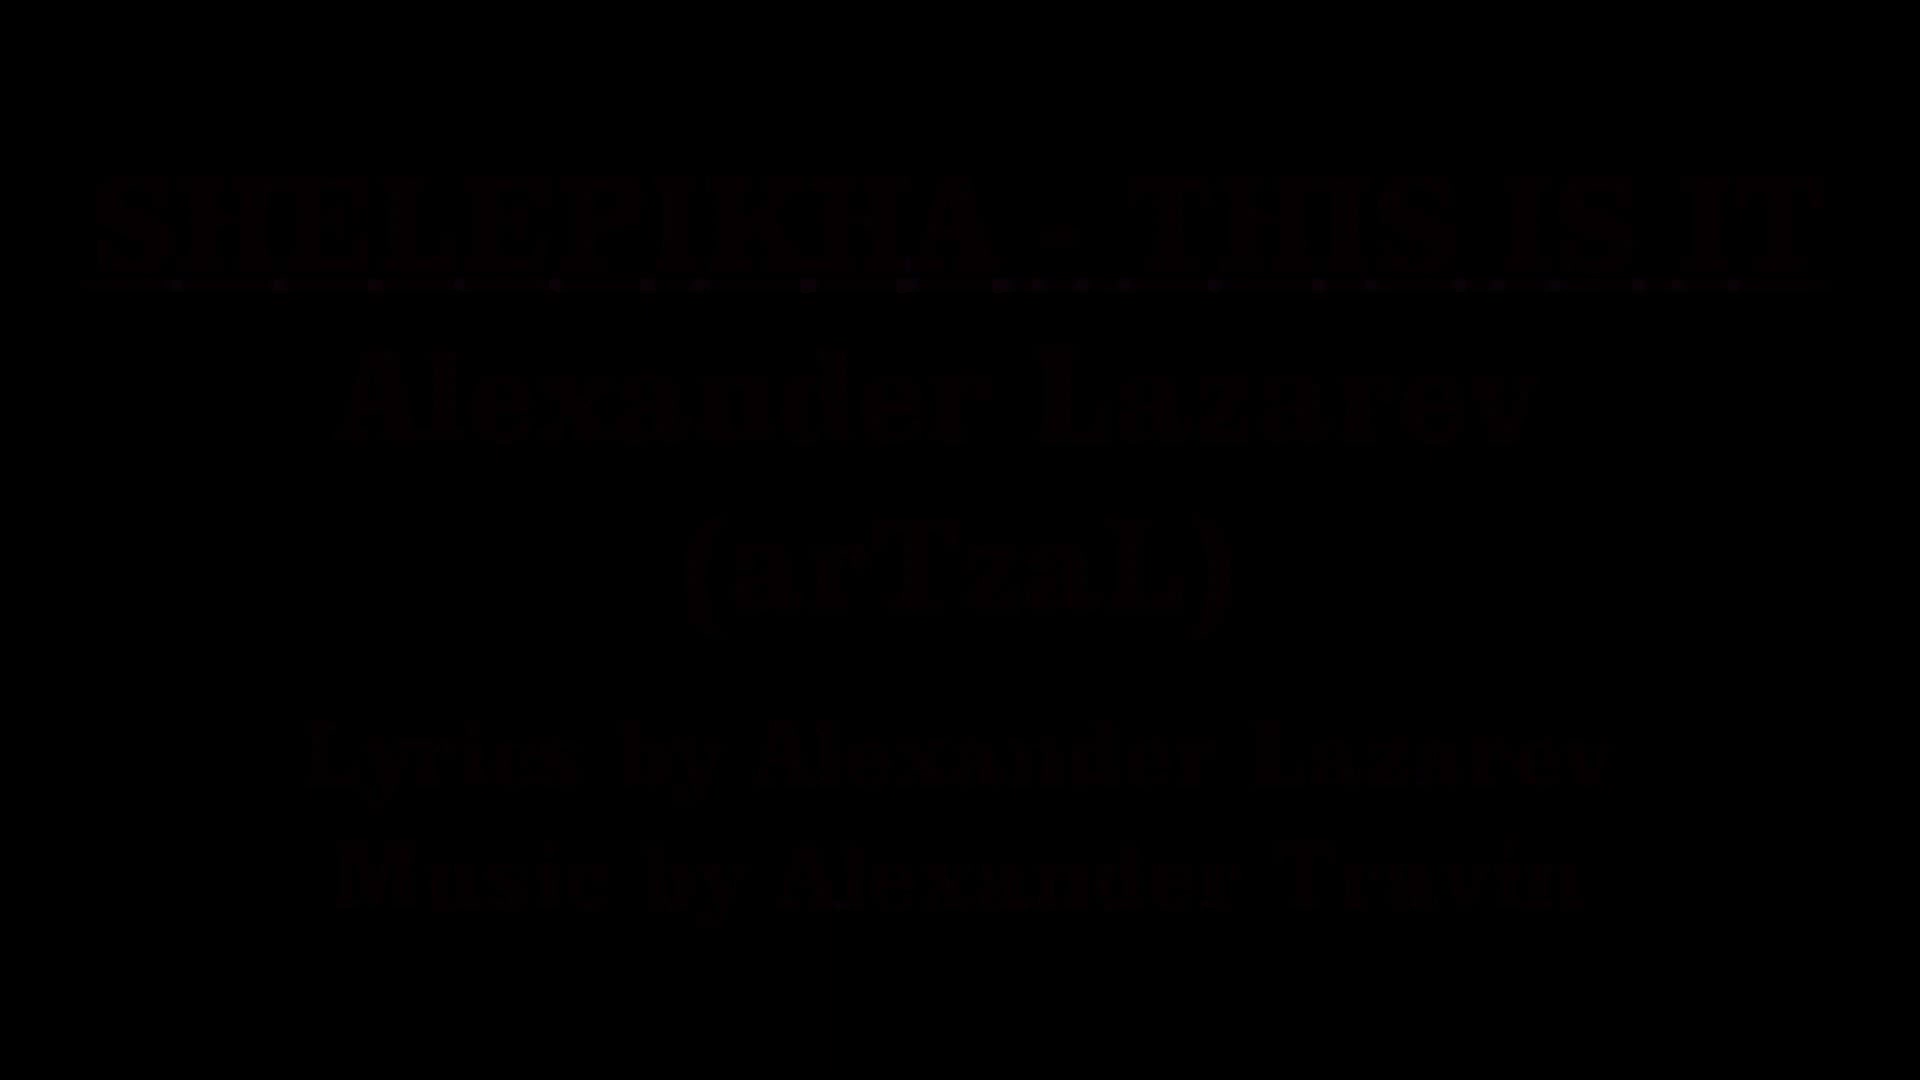 SHELEPIKHA - THIS IS IT
Alexander Lazarev
(arTzaL)
Lyrics by Alexander Lazarev
Music by Alexander Travin